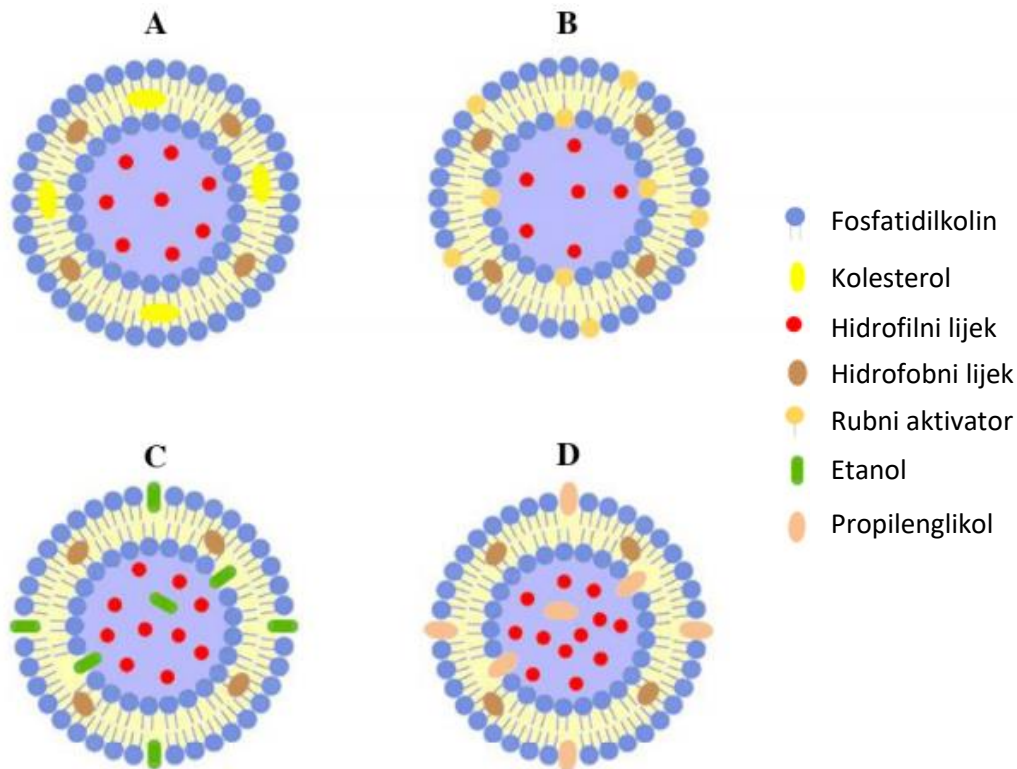 A
B
Fosfatidilkolin
Kolesterol
Hidrofilni lijek
Hidrofobni lijek
Rubni aktivator
Etanol
Propilenglikol
C
D